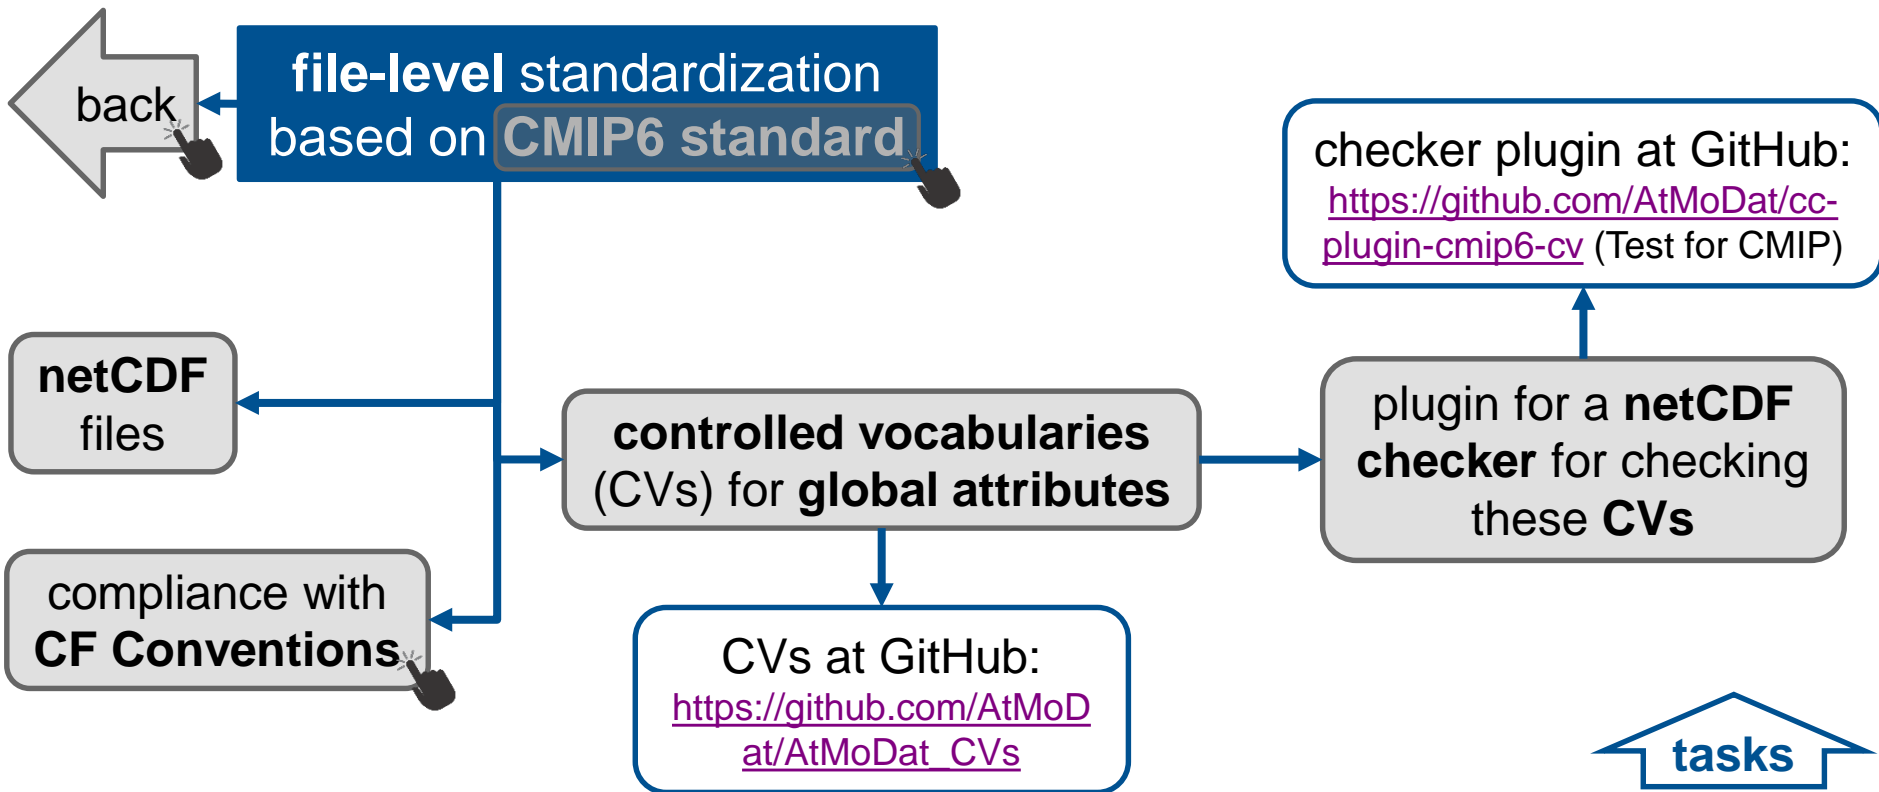 back
file-level standardization
based on CMIP6 standard
checker plugin at GitHub:
https://github.com/AtMoDat/cc-
plugin-cmip6-cv (Test for CMIP)
netCDF
files
controlled vocabularies
(CVs) for global attributes
plugin for a netCDF
checker for checking
these CVs
compliance with
CF Conventions
CVs at GitHub:
https://github.com/AtMoD
at/AtMoDat_CVs
tasks